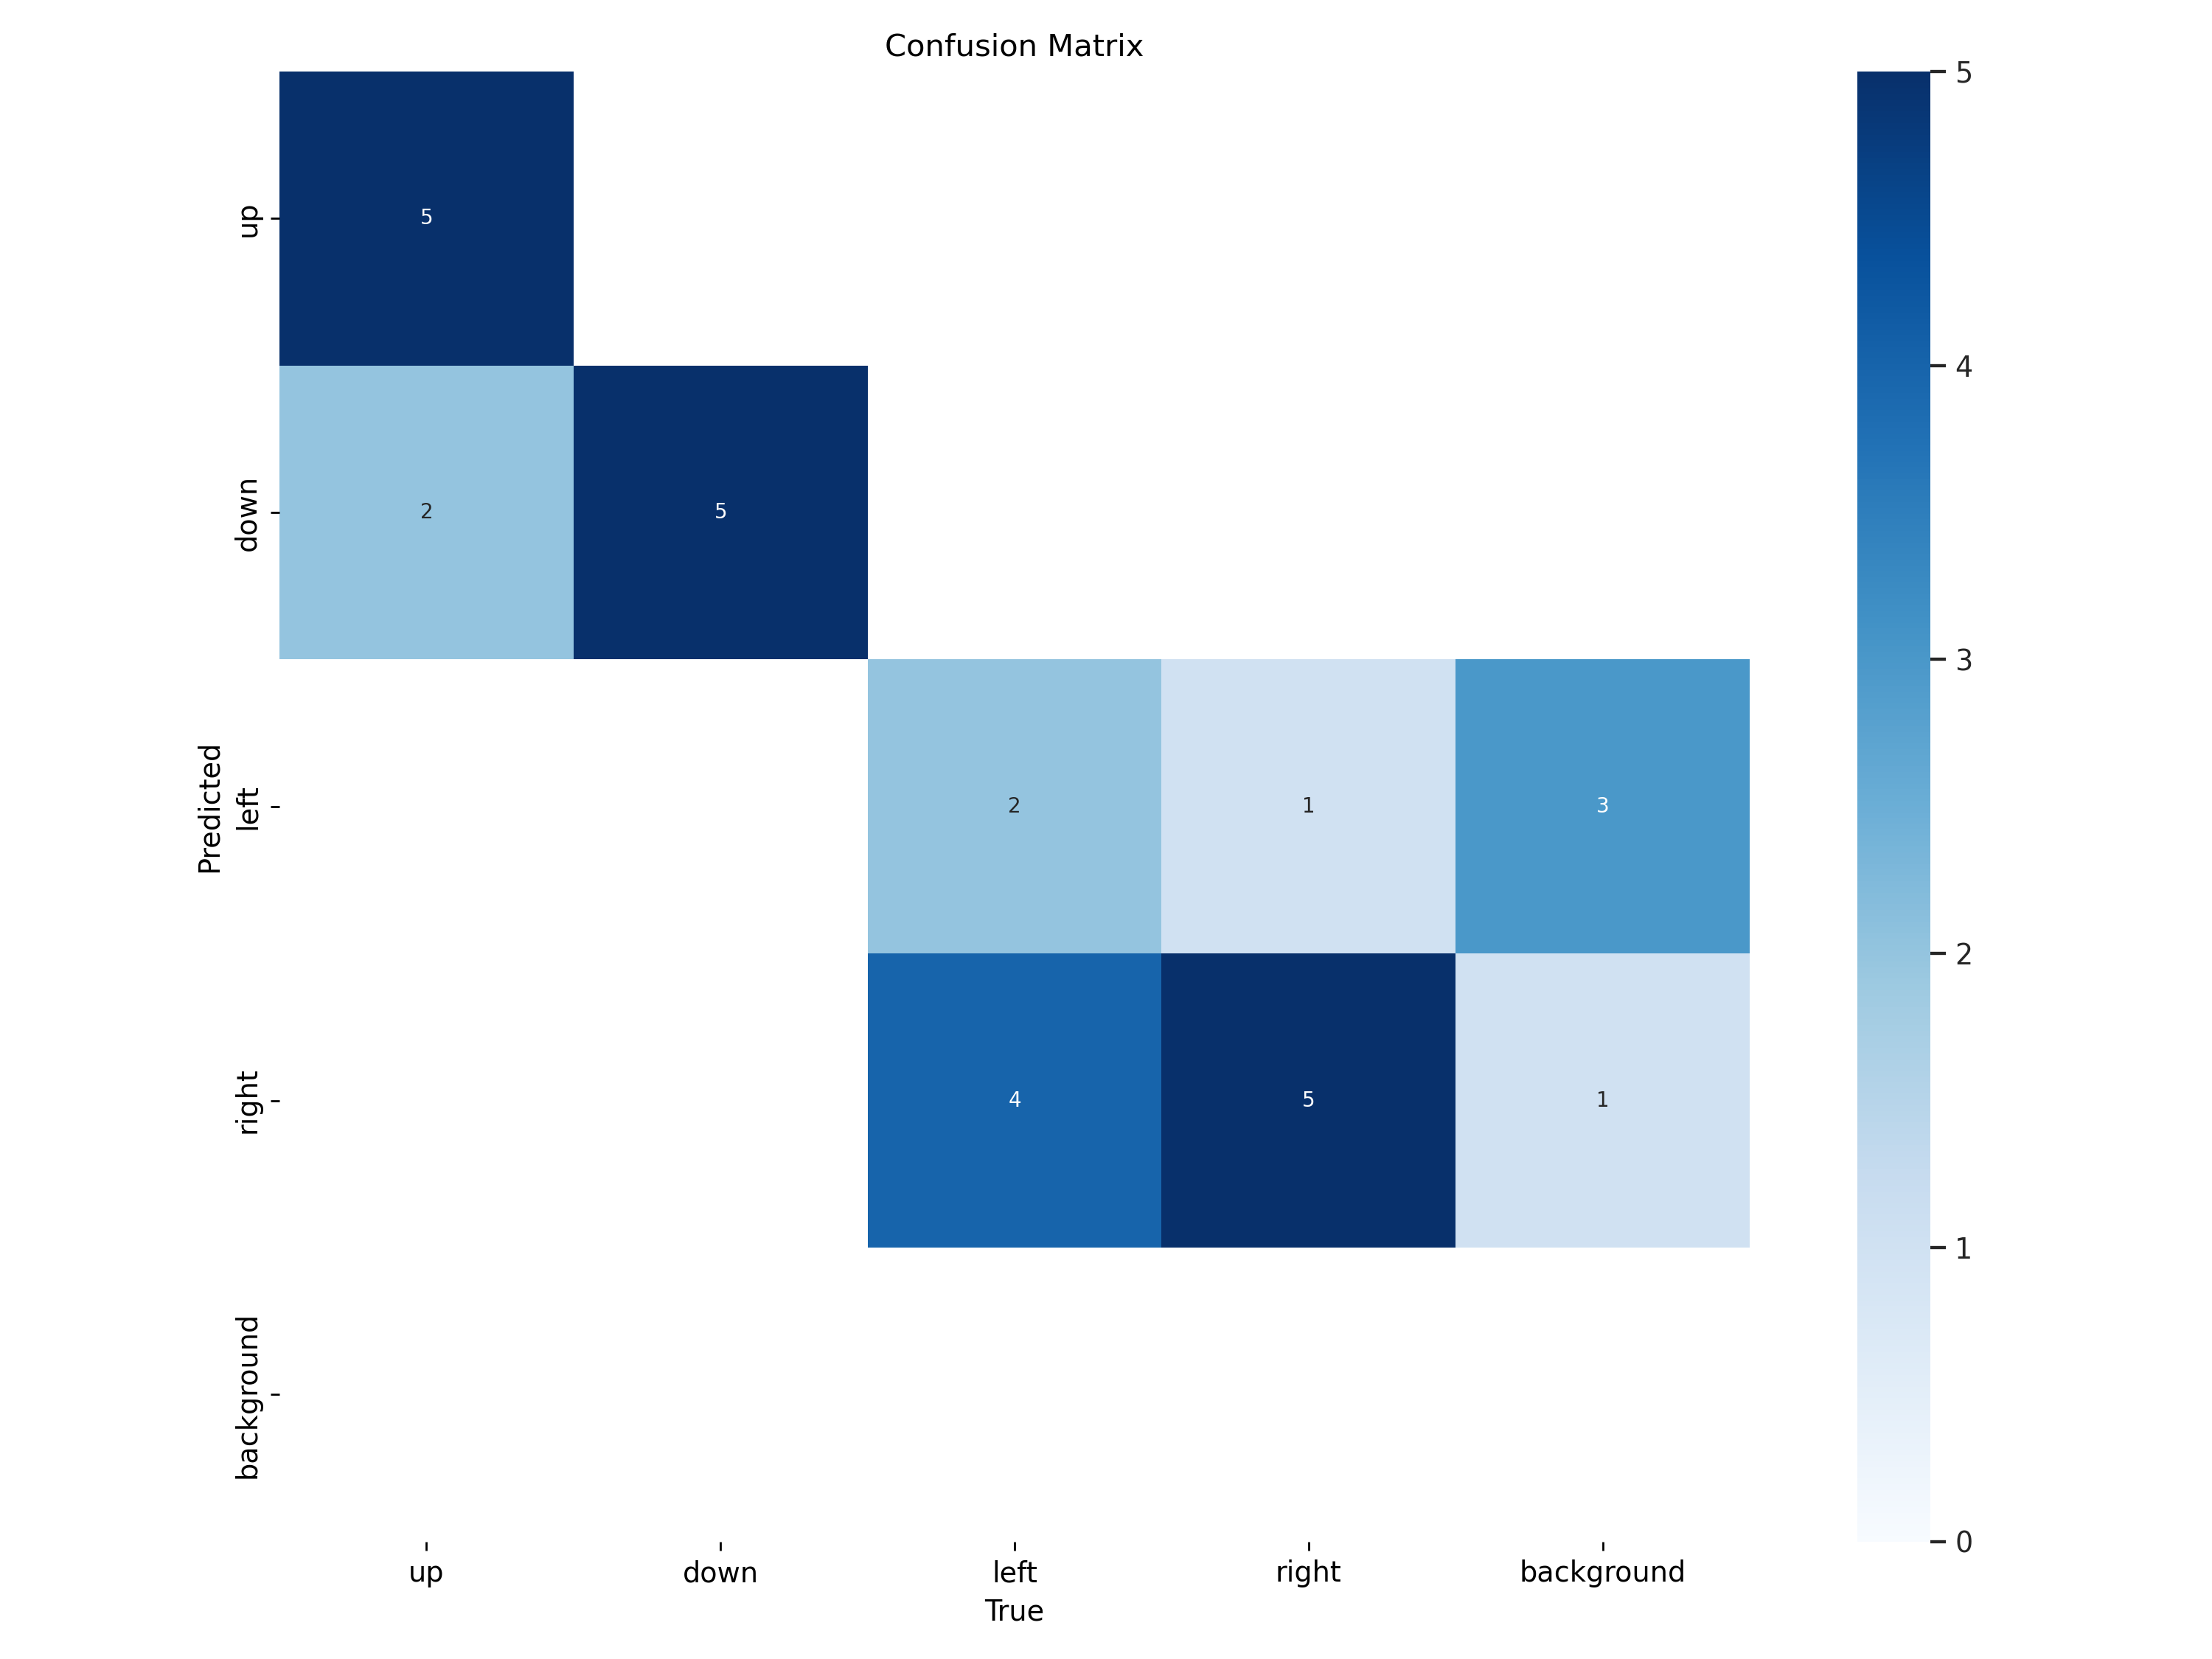 Confusion Matrix
up
5
down
2 5
Predicted
left
2 1 3
right
4 5 1
background
up down left right background
True
5
4
3
2
1
0